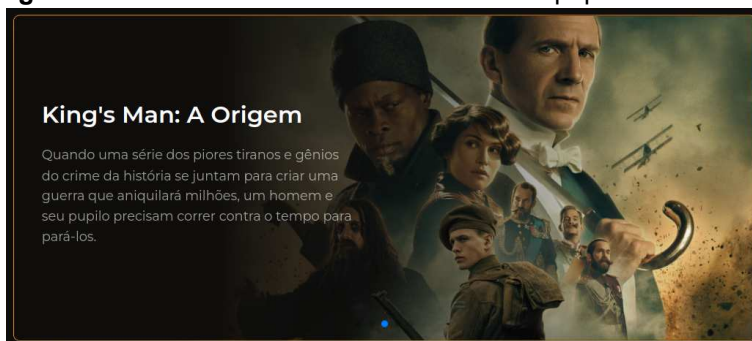 King's Man: A Origem
Quando uma série dos piores tiranos e gênios
do crime da história se juntam para criar uma
guerra que aniquilará milhões, um homem e
seu pupilo precisam correr contra o tempo para
pará-los.